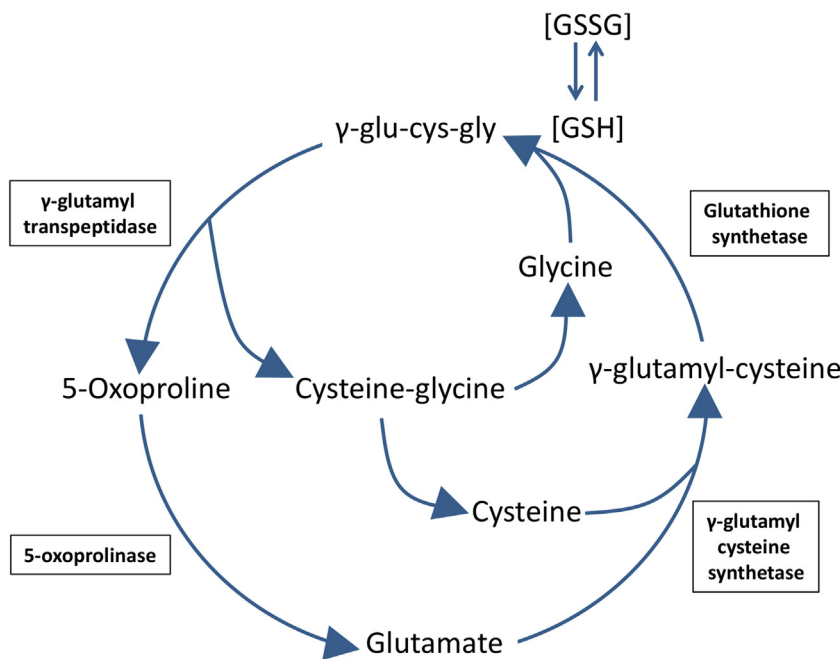 [GSSG]
[GSH]
γ-glu-cys-gly
γ-glutamyl
transpeptidase
Glutathione
synthetase
Glycine
5-Oxoproline
Cysteine-glycine
γ-glutamyl-cysteine
Cysteine
5-oxoprolinase
γ-glutamyl
cysteine
synthetase
Glutamate